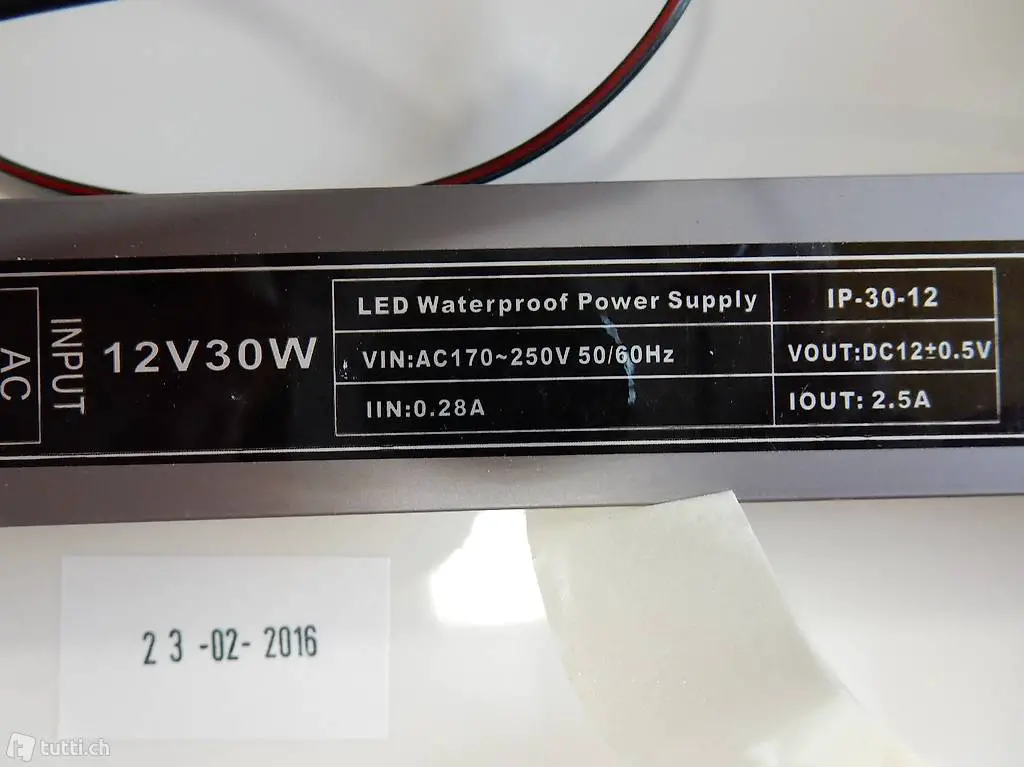 AC
INPUT
12V30W
LED Waterproof Power Supply
IP-30-12
VIN:AC170~250V 50/60Hz
VOUT:DC12±0.5V
IIN:0.28A
IOUT: 2.5A
23-02-2016
tutti.ch